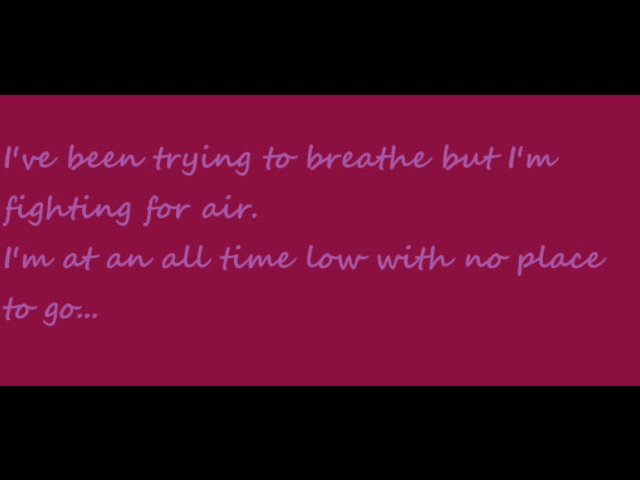 I've been trying to breathe but I'm
fighting for air.
I'm at an all time low with no place
to go...